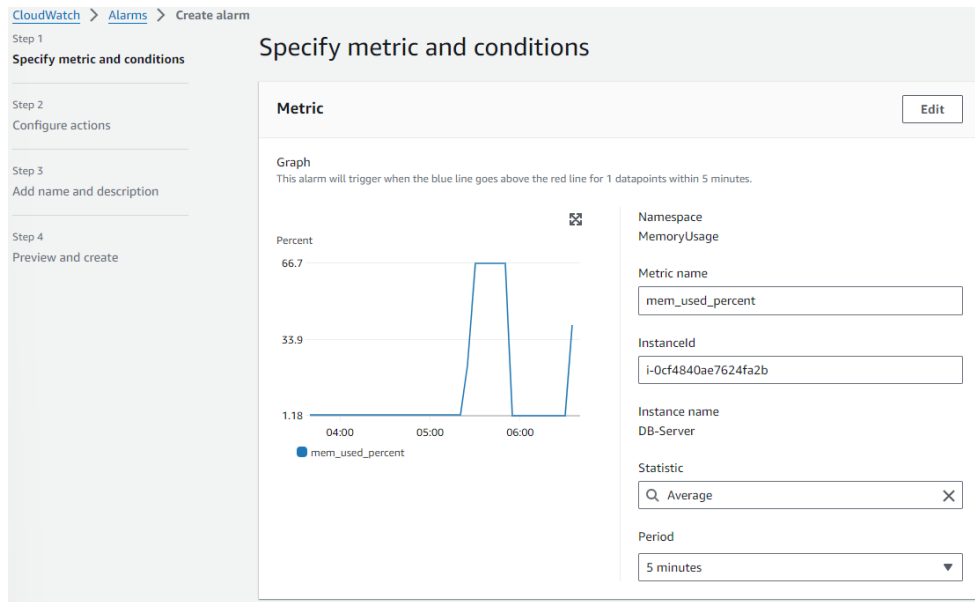 CloudWatch > Alarms > Create alarm
Step 1
Specify metric and conditions
Step 2
Configure actions
Step 3
Add name and description
Step 4
Preview and create
Specify metric and conditions
Metric
Edit
Graph
This alarm will trigger when the blue line goes above the red line for 1 datapoints within 5 minutes.
Percent
66.7
33.9
1.18
04:00 05:00 06:00
mem_used_percent
Namespace
MemoryUsage
Metric name
mem_used_percent
InstanceId
i-0cf4840ae7624fa2b
Instance name
DB-Server
Statistic
Average
Period
5 minutes